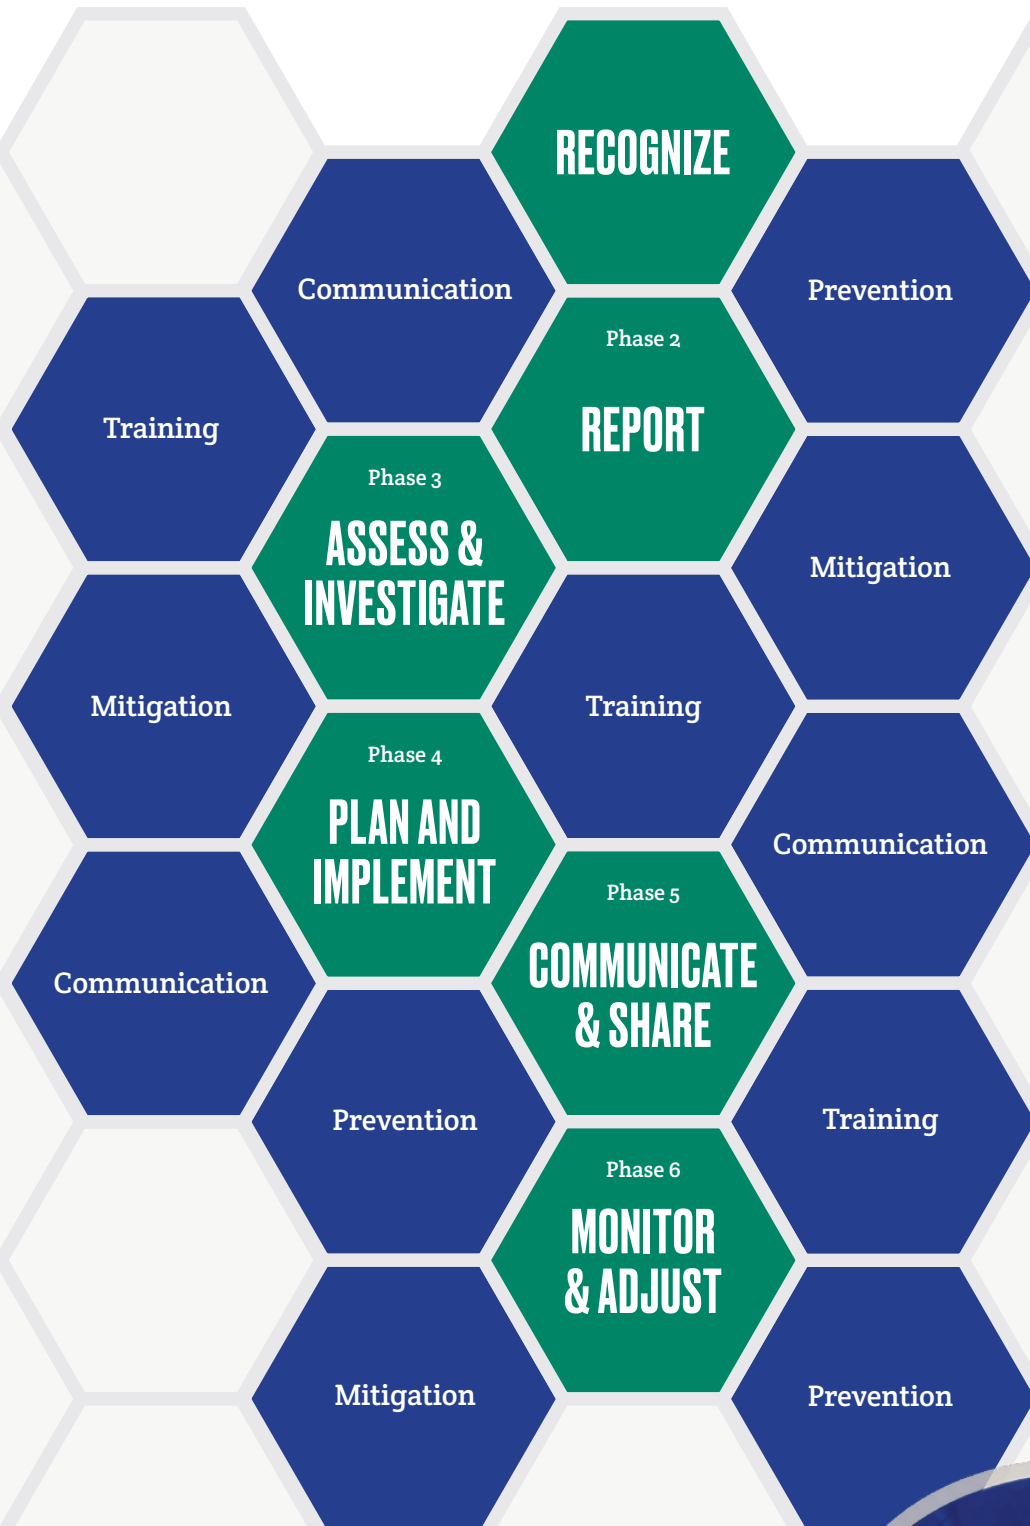 RECOGNIZE
Communication
Prevention
Phase 2
REPORT
Training
Phase 3
ASSESS &
INVESTIGATE
Mitigation
Mitigation
Training
Phase 4
PLAN AND
IMPLEMENT
Communication
Phase 5
COMMUNICATE
& SHARE
Communication
Prevention
Training
Phase 6
MONITOR
& ADJUST
Mitigation
Prevention